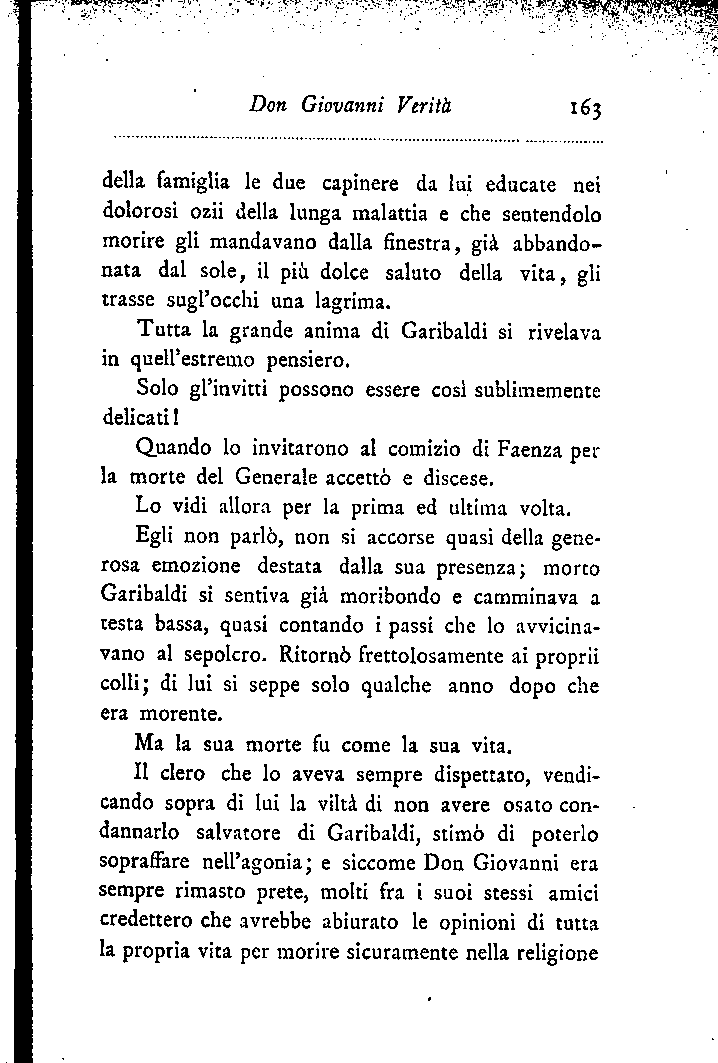 Don Giovanni Verità 163
della famiglia le due capinere da lui educate nei
dolorosi ozii della lunga malattia e che sentendolo
morire gli mandavano dalla finestra, già abbando-
nata dal sole, il più dolce saluto della vita, gli
trasse sugl'occhi una lagrima.
Tutta la grande anima di Garibaldi si rivelava
in quell'estremo pensiero.
Solo gl'invitti possono essere così sublimemente
delicati!
Quando lo invitarono al comizio di Faenza per
la morte del Generale accettò e discese.
Lo vidi allora per la prima ed ultima volta.
Egli non parlò, non si accorse quasi della gene-
rosa emozione destata dalla sua presenza; morto
Garibaldi si sentiva già moribondo e camminava a
testa bassa, quasi contando i passi che lo avvicina-
vano al sepolcro. Ritornò frettolosamente ai proprii
colli; di lui si seppe solo qualche anno dopo che
era morente.
Ma la sua morte fu come la sua vita.
Il clero che lo aveva sempre dispettato, vendi-
cando sopra di lui la viltà di non avere osato con-
dannarlo salvatore di Garibaldi, stimò di poterlo
sopraffare nell'agonia; e siccome Don Giovanni era
sempre rimasto prete, molti fra i suoi stessi amici
credettero che avrebbe abiurato le opinioni di tutta
la propria vita per morire sicuramente nella religione